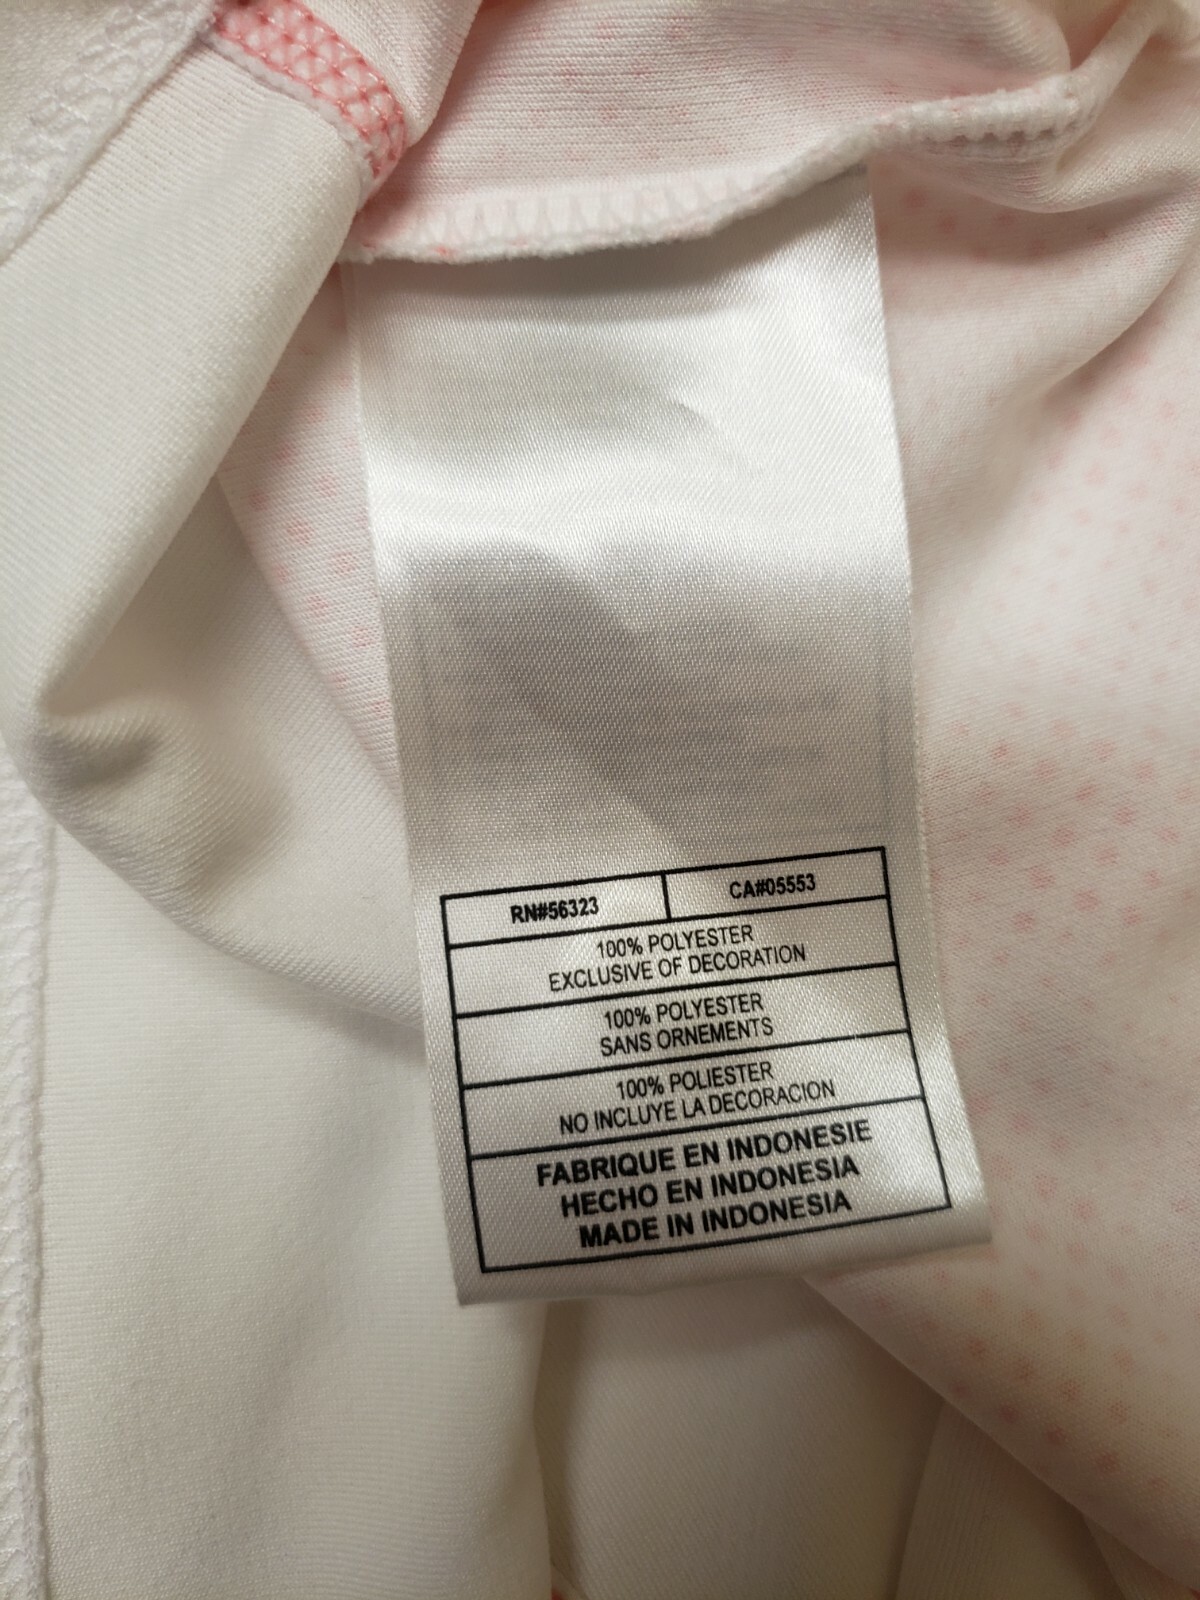 RN#56323 CA#05553
100% POLYESTER
EXCLUSIVE OF DECORATION
100% POLYESTER
SANS ORNEMENTS
100% POLIESTER
NO INCLUYE LA DECORACION
FABRIQUE EN INDONESIE
HECHO EN INDONESIA
MADE IN INDONESIA